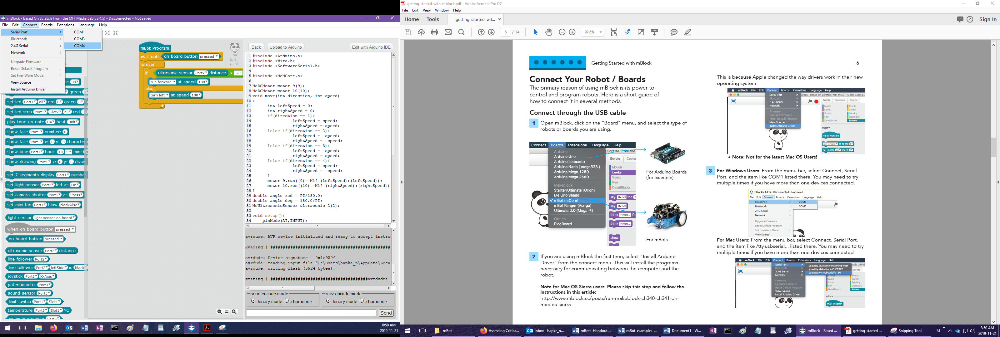 mBlock - Based On Scratch From the MIT Media Lab(v3.4.5) - Disconnected - Not saved
File Edit Connect Boards Extensions Language Help
Serial Port
Bluetooth
2.4G Serial
Network
Upgrade Firmware
Reset Default Program
Set FirmWare Mode
View Source
Install Arduino Driver
COM1
COM3
COM4
90
green 0
set led Port1 all red 0 green 0
set led strip Port1 Slot2 all red
play tone on note C4 beat Half
show face Port1 number: 0
show face Port1 x: 0 y: 0 characters
show time Port1 hour: 10 : min:
show drawing Port1 x: 0 y: 0 draw
set 7-segments display Port1 number
set light sensor Port3 led as On
set camera shutter Port1 as Press
set mini fan Port1 blow clockwise
light sensor light sensor on board
when on board button pressed
on board button pressed
ultrasonic sensor Port3 distance
line follower Port2
line follower Port2 leftSide is black
joystick Port3 X-Axis
potentiometer Port3
sound sensor Port3
limit switch Port1 Slot1
temperature Port3 Slot1 °C
pir motion sensor Port2
mBot Program
wait until on board button pressed
forever
if ultrasonic sensor Port2 distance > 20
run forward at speed 100
else
turn left at speed 100
x: 3
y: -6
Back Upload to Arduino Edit with Arduino IDE
1 #include <Arduino.h>
2 #include <Wire.h>
3 #include <SoftwareSerial.h>
4
5 #include <MeMCore.h>
6
7 MeDCMotor motor_9(9);
8 MeDCMotor motor_10(10);
9 void move(int direction, int speed)
10 {
11 int leftSpeed = 0;
12 int rightSpeed = 0;
13 if(direction == 1){
14 leftSpeed = speed;
15 rightSpeed = speed;
16 }else if(direction == 2){
17 leftSpeed = -speed;
18 rightSpeed = -speed;
19 }else if(direction == 3){
20 leftSpeed = -speed;
21 rightSpeed = speed;
22 }else if(direction == 4){
23 leftSpeed = speed;
24 rightSpeed = -speed;
25 }
26 motor_9.run((9)==M1?-(leftSpeed):(leftSpeed));
27 motor_10.run((10)==M1?-(rightSpeed):(rightSpeed));
28 }
29 double angle_rad = PI/180.0;
30 double angle_deg = 180.0/PI;
31 MeUltrasonicSensor ultrasonic_2(2);
32
33 void setup(){
34 pinMode(A7,INPUT);
avrdude: AVR device initialized and ready to accept instruc
Reading | ##########################################
avrdude: Device signature = 0x1e950f
avrdude: reading input file "C:\Users\hapke_n\AppData\Loca
avrdude: writing flash (5924 bytes):
Writing | ##################################avrdude: s
send encode mode
binary mode char mode
recv encode mode
binary mode char mode
Send
8:50 AM
2019-11-21
getting-started-with-mblock.pdf - Adobe Acrobat Pro DC
File Edit View Window Help
Home Tools getting-started-wit... × Sign In
6 / 14 97.6%
Getting Started with mBlock 6
Connect Your Robot / Boards
The primary reason of using mBlock is its power to
control and program robots. Here is a short guide of
how to connect it in several methods.
Connect through the USB cable
1 Open mBlock, click on the “Board” menu, and select the type of
robots or boards you are using.
Connect Boards Extensions Language Help
Arduino
Arduino Uno
Arduino Leonardo
Arduino Nano ( mega328 )
Arduino Mega 1280
Arduino Mega 2560
Makeblock
Starter/Ultimate (Orion)
Me Uno Shield
mBot (mCore)
mBot Ranger (Auriga)
Ultimate 2.0 (Mega Pi)
Others
PicoBoard
Scratch From the
Scripts Costu
Motion
Looks
Sound
Pen
Data&Blocks
say Hello! for 2
say Hello!
think Hmm... fo
think Hmm...
show
For Arduino Boards
(for example)
For mBots
2 If you are using mBlock the first time, select “Install Arduino
Driver” from the connect menu. This will install the programs
necessary for communicating between the computer and the
robot.
Note for Mac OS Sierra users: Please skip this step and follow the
instructions in this article:
http://www.mblock.cc/posts/run-makeblock-ch340-ch341-on-
mac-os-sierra
This is because Apple changed the way drivers work in their new
operating system.
mBlock File Edit Connect Boards Extensions Language Help
Serial Port
Bluetooth
2.4G Serial
Network
Firmware
Upgrade Firmware
Reset Default Program
View Source
Install Arduino Driver
mBlock - Based On Scratch From the MIT Media Lab(v3.2
Scripts Costumes Sounds
Motion Events
Looks Control
Sound Sensing
Pen Operators
Data&Blocks Robots
mBot
mBot Program
run forward at speed 0
set motor M1 speed 0
▲ Note: Not for the latest Mac OS Users!
3 For Windows Users: From the menu bar, select Connect, Serial
Port, and the item like COM1 listed there. You may need to try
multiple times if you have more than one devices connected.
mBlock(v3.4.1) - Disconnected - Not saved
File Edit Connect Boards Extensions Language Help
Serial Port COM4
Bluetooth COM5
2.4G Serial
Network
Upgrade Firmware
Reset Default Program
Set FirmWare Mode
View Source
For Mac Users: From the menu bar, select Connect, Serial Port,
and the item like /tty.usbserial... listed there. You may need to try
multiple times if you have more than one devices connected.
mBlock File Edit Connect Boards Extensions Language Help
Serial Port
Bluetooth
2.4G Serial
Network
Firmware
Upgrade Firmware
Reset Default Program
View Source
Install Arduino Driver
/dev/tty.Bluetooth-Incoming-Port
/dev/tty.Makeblock-ELETSPP
/dev/tty.wchusbserialfa130
Sounds
Motion Events
Looks Control
Sound Sensing
Pen Operators
Data&Blocks Robots
mBot
mBot Program
mBot Assessing Critica... Inbox - hapke_n... mBots-Handout.... mBot-examples-... Document1 - W... mBlock - Based ... getting-started-... Snipping Tool
8:50 AM
2019-11-21